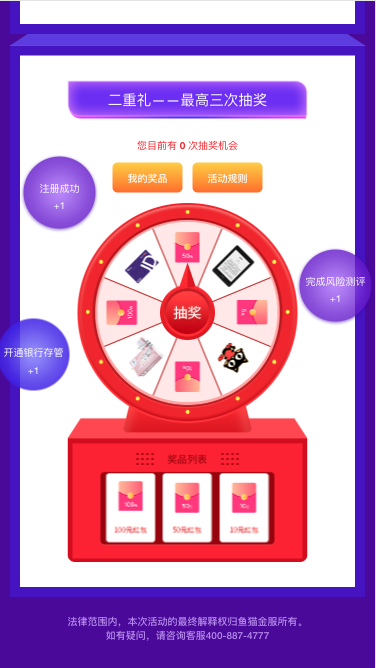 二重礼——最高三次抽奖
您目前有 0 次抽奖机会
我的奖品
活动规则
注册成功
+1
完成风险测评
+1
开通银行存管
+1
抽奖
奖品列表
100元红包
50元红包
10元红包
法律范围内，本次活动的最终解释权归鱼猫金服所有。
如有疑问，请咨询客服400-887-4777